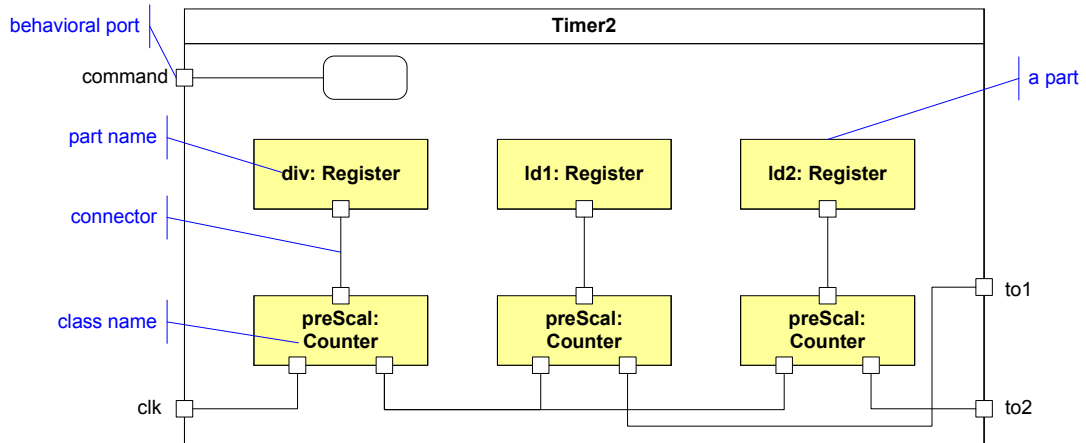 Timer2
behavioral port
command
a part
part name
div: Register
ld1: Register
ld2: Register
connector
to1
class name
preScal:
Counter
preScal:
Counter
preScal:
Counter
clk
to2